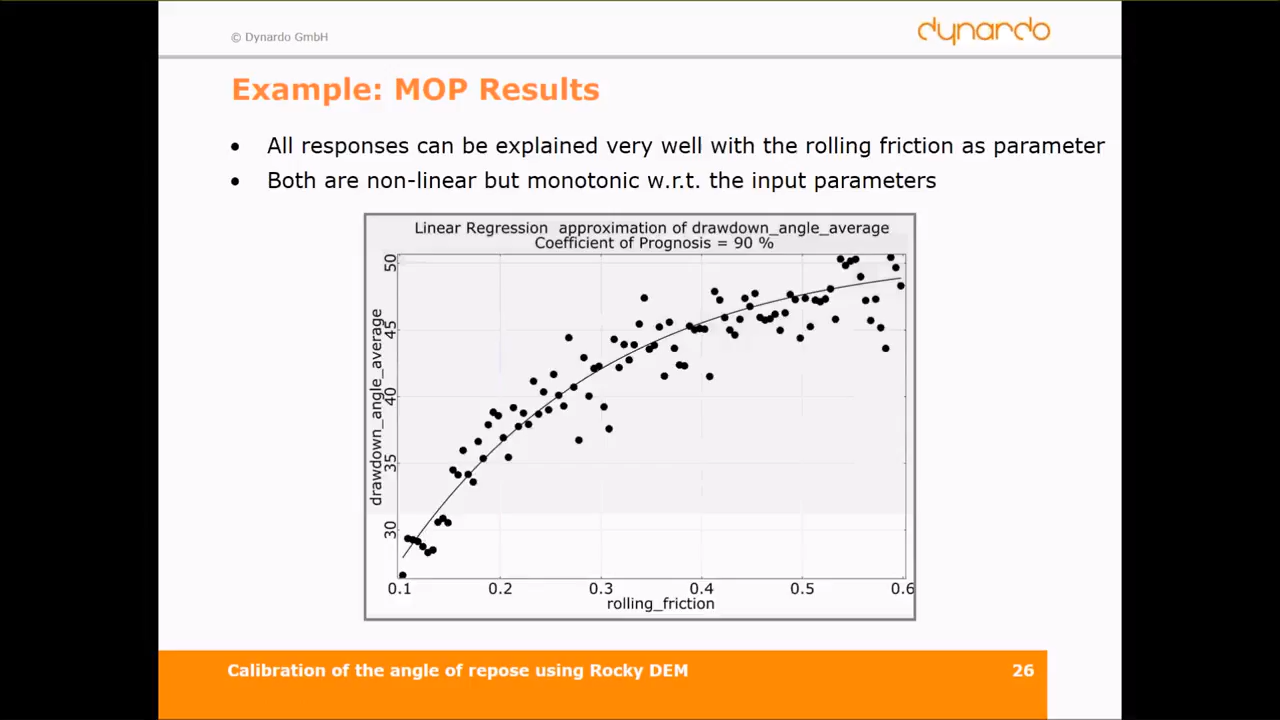 © Dynardo GmbH
dynardo
Example: MOP Results
• All responses can be explained very well with the rolling friction as parameter
• Both are non-linear but monotonic w.r.t. the input parameters
Linear Regression approximation of drawdown_angle_average
Coefficient of Prognosis = 90 %
drawdown_angle_average
50
45
40
35
30
0.1 0.2 0.3 0.4 0.5 0.6
rolling_friction
Calibration of the angle of repose using Rocky DEM 26